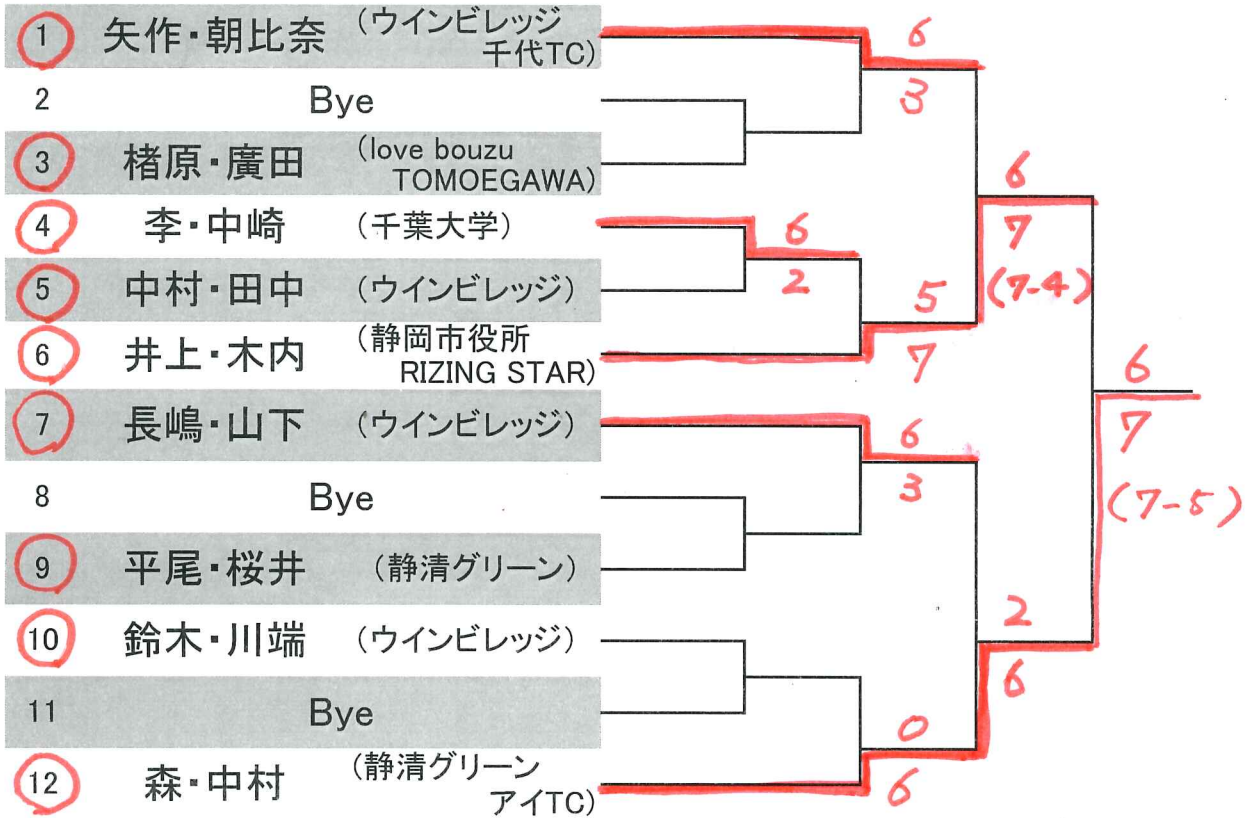 1 矢作・朝比奈 (ウインビレッジ
千代TC)
6
3
2 Bye
3 楮原・廣田 (love bouzu
TOMOEGAWA)
6
7
(7-4)
4 李・中崎 (千葉大学)
6
2
5 中村・田中 (ウインビレッジ)
5
7
6 井上・木内 (静岡市役所
RIZING STAR)
6
7
(7-5)
7 長嶋・山下 (ウインビレッジ)
6
3
8 Bye
9 平尾・桜井 (静清グリーン)
2
6
10 鈴木・川端 (ウインビレッジ)
11 Bye
0
6
12 森・中村 (静清グリーン
アイTC)